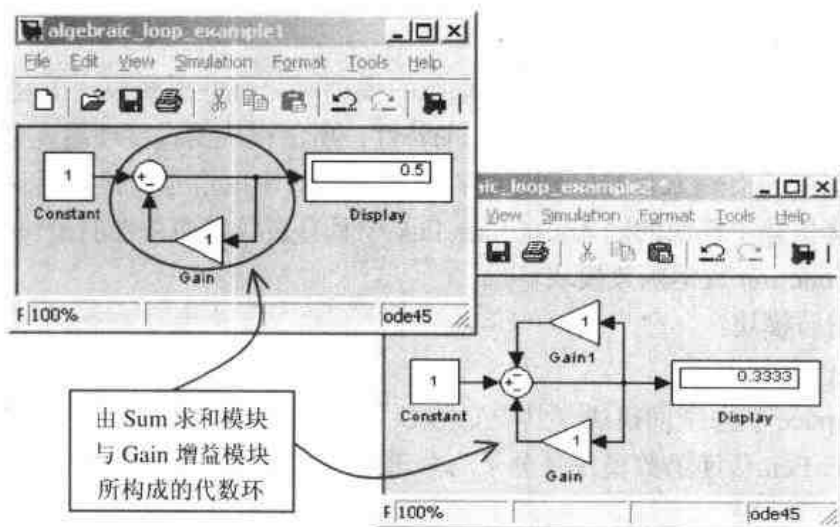 algebraic_loop_example1
File Edit View Simulation Format Tools Help
1
Constant
+
−
1
Gain
0.5
Display
100%
ode45
ic_loop_example2 *
View Simulation Format Tools Help
1
Constant
−
+
−
1
Gain1
1
Gain
0.3333
Display
100%
ode45
由 Sum 求和模块
与 Gain 增益模块
所构成的代数环